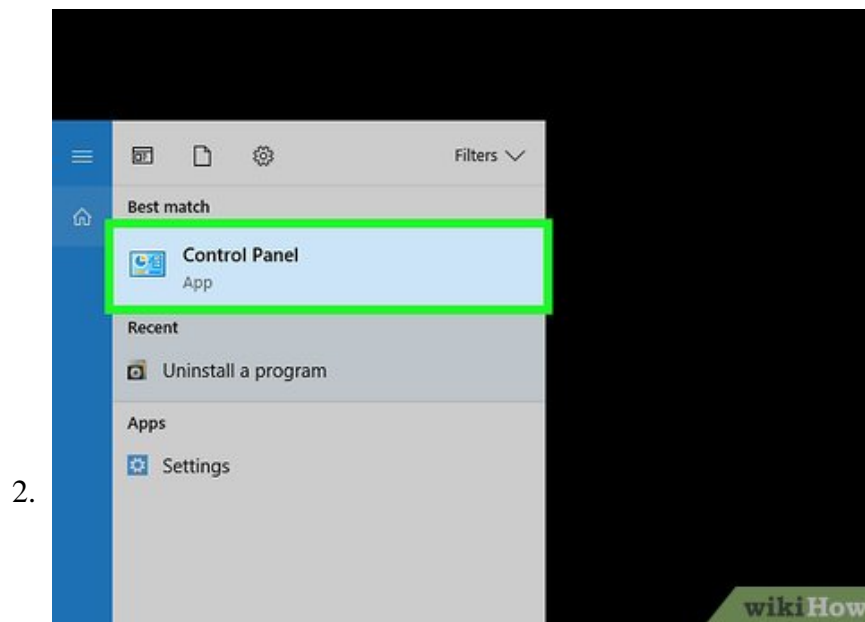 Filters
Best match
Control Panel
App
Recent
Uninstall a program
Apps
Settings
2.
wikiHow